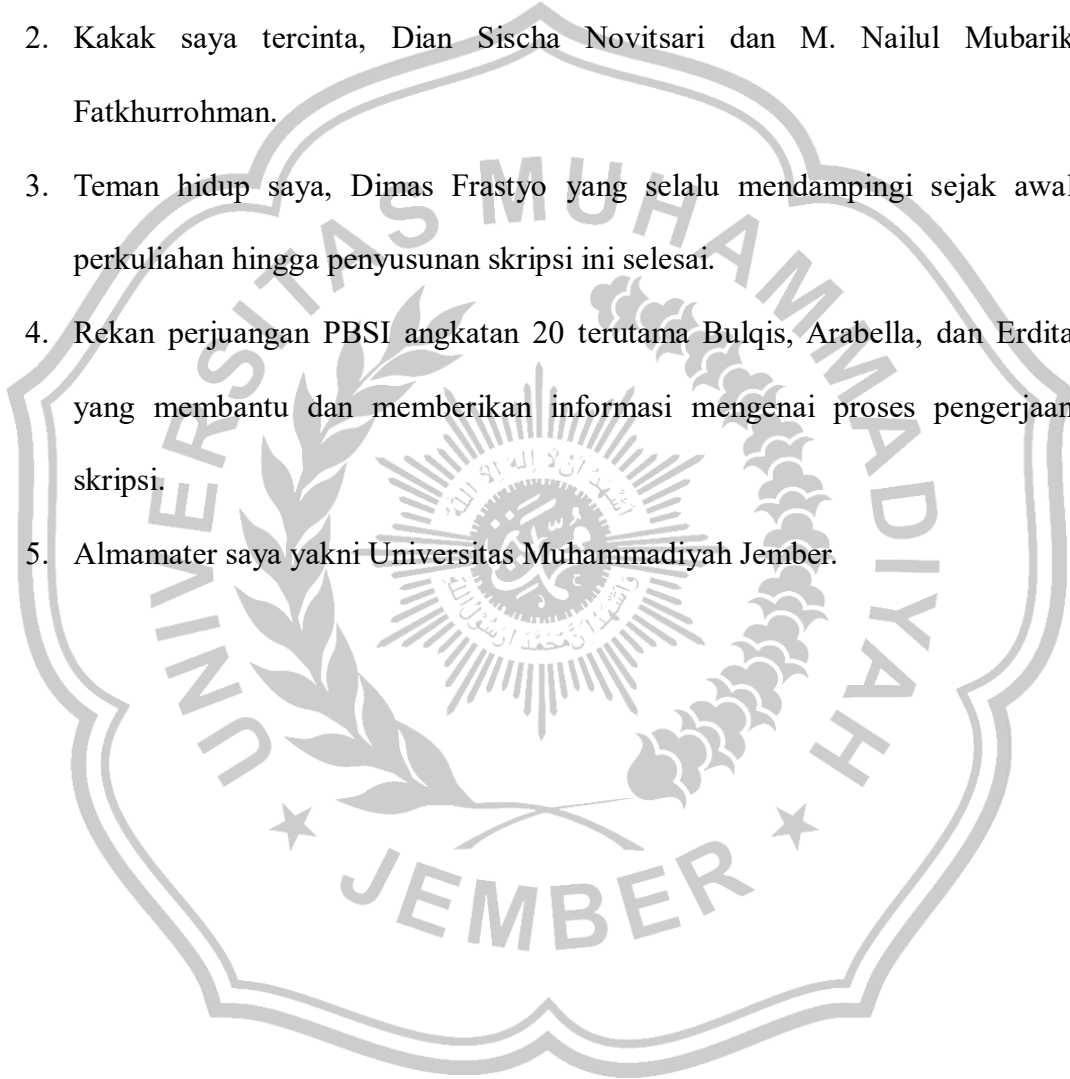 2. Kakak saya tercinta, Dian Sischa Novitsari dan M. Nailul Mubarik
Fatkhurrohman.
3. Teman hidup saya, Dimas Frastyo yang selalu mendampingi sejak awal
perkuliahan hingga penyusunan skripsi ini selesai.
4. Rekan perjuangan PBSI angkatan 20 terutama Bulqis, Arabella, dan Erdita
yang membantu dan memberikan informasi mengenai proses pengerjaan
skripsi.
5. Almamater saya yakni Universitas Muhammadiyah Jember.
UNIVERSITAS MUHAMMADIYAH
JEMBER